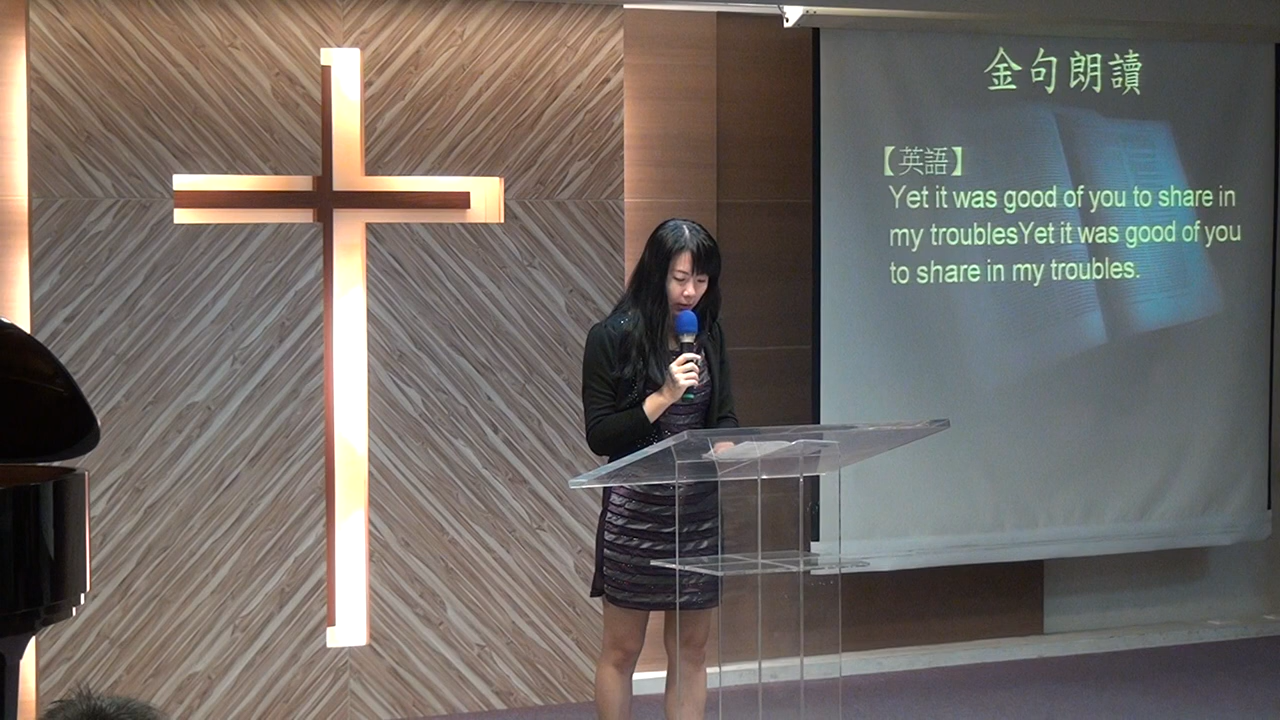 金句朗讀
【英語】
Yet it was good of you to share in
my troublesYet it was good of you
to share in my troubles.